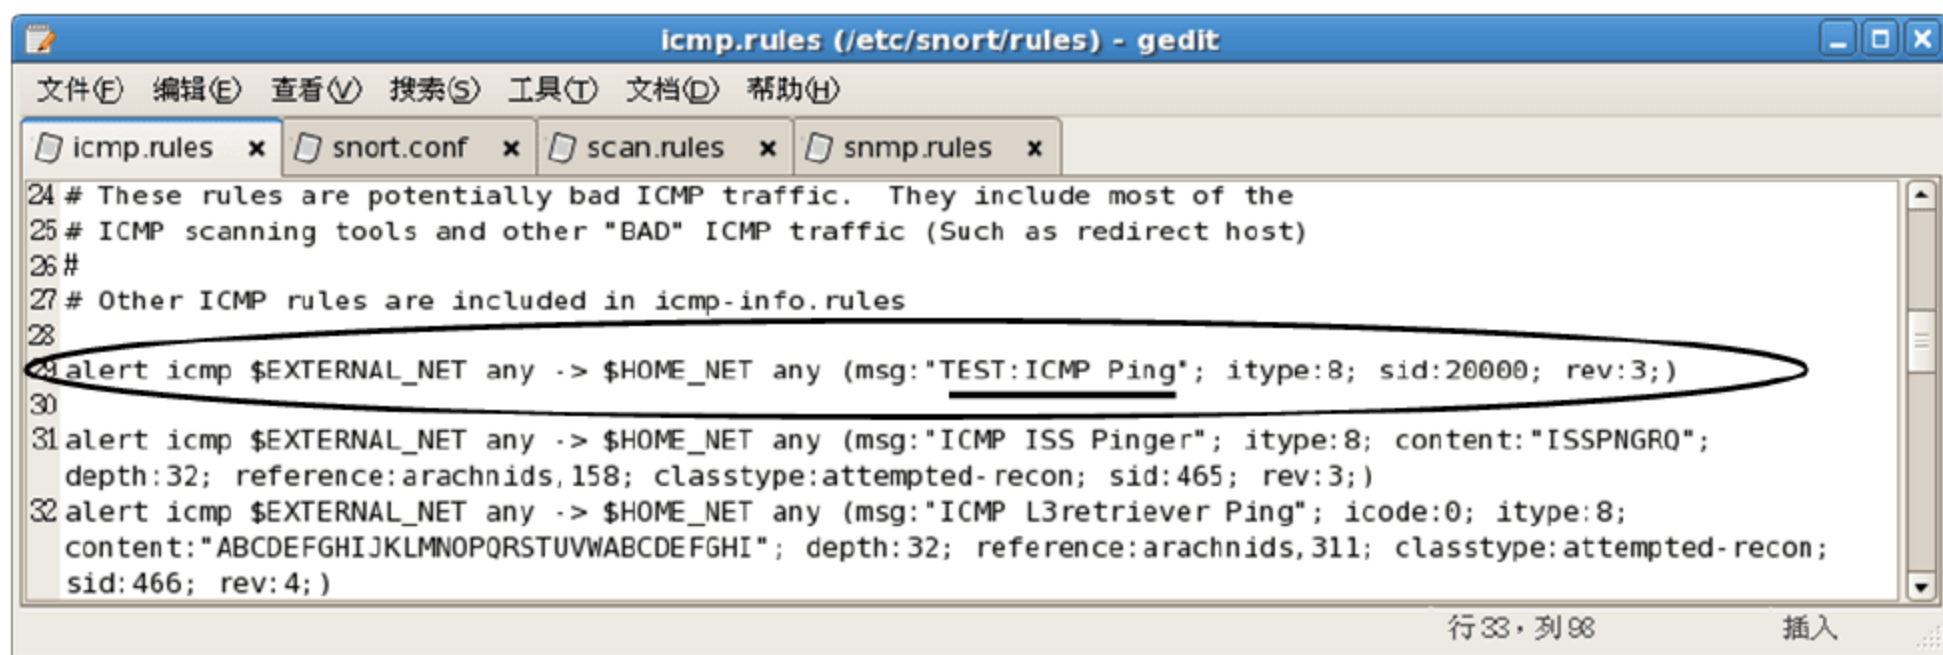 icmp.rules (/etc/snort/rules) - gedit
文件(F) 编辑(E) 查看(V) 搜索(S) 工具(T) 文档(D) 帮助(H)
icmp.rules snort.conf scan.rules snmp.rules
24 # These rules are potentially bad ICMP traffic.  They include most of the
25 # ICMP scanning tools and other "BAD" ICMP traffic (Such as redirect host)
26 #
27 # Other ICMP rules are included in icmp-info.rules
28
29 alert icmp $EXTERNAL_NET any -> $HOME_NET any (msg:"TEST:ICMP Ping"; itype:8; sid:20000; rev:3;)
30
31 alert icmp $EXTERNAL_NET any -> $HOME_NET any (msg:"ICMP ISS Pinger"; itype:8; content:"ISSPNGRQ";
depth:32; reference:arachnids,158; classtype:attempted-recon; sid:465; rev:3;)
32 alert icmp $EXTERNAL_NET any -> $HOME_NET any (msg:"ICMP L3retriever Ping"; icode:0; itype:8;
content:"ABCDEFGHIJKLMNOPQRSTUVWABCDEFGHI"; depth:32; reference:arachnids,311; classtype:attempted-recon;
sid:466; rev:4;)
行 33，列 98 插入